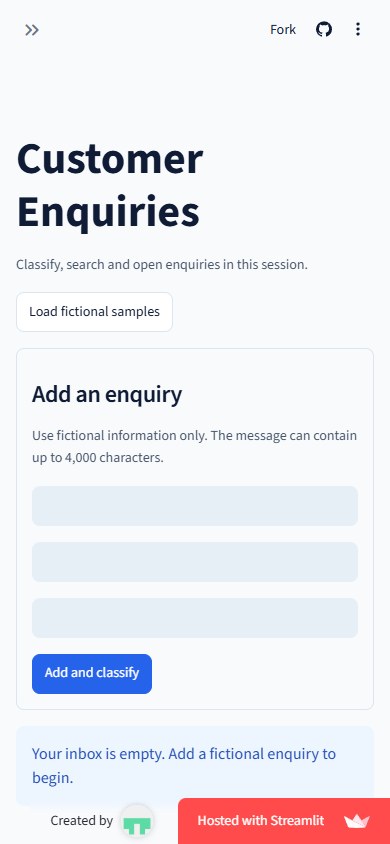 Fork
Customer
Enquiries
Classify, search and open enquiries in this session.
Load fictional samples
Add an enquiry
Use fictional information only. The message can contain
up to 4,000 characters.
Add and classify
Your inbox is empty. Add a fictional enquiry to
begin.
Created by
Hosted with Streamlit